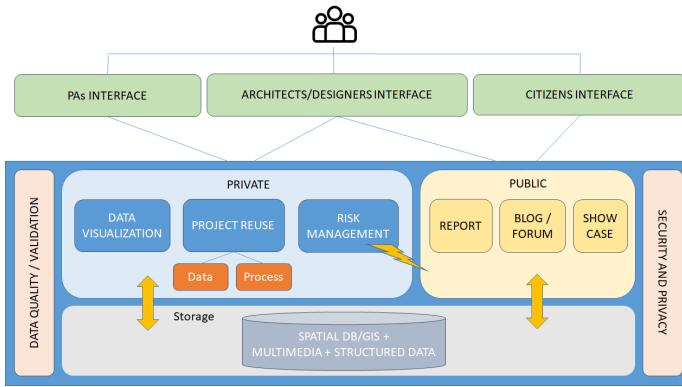 PAs INTERFACE
ARCHITECTS/DESIGNERS INTERFACE
CITIZENS INTERFACE
DATA QUALITY / VALIDATION
PRIVATE
DATA
VISUALIZATION
PROJECT REUSE
RISK
MANAGEMENT
Data
Process
PUBLIC
REPORT
BLOG /
FORUM
SHOW
CASE
SECURITY AND PRIVACY
Storage
SPATIAL DB/GIS +
MULTIMEDIA + STRUCTURED DATA